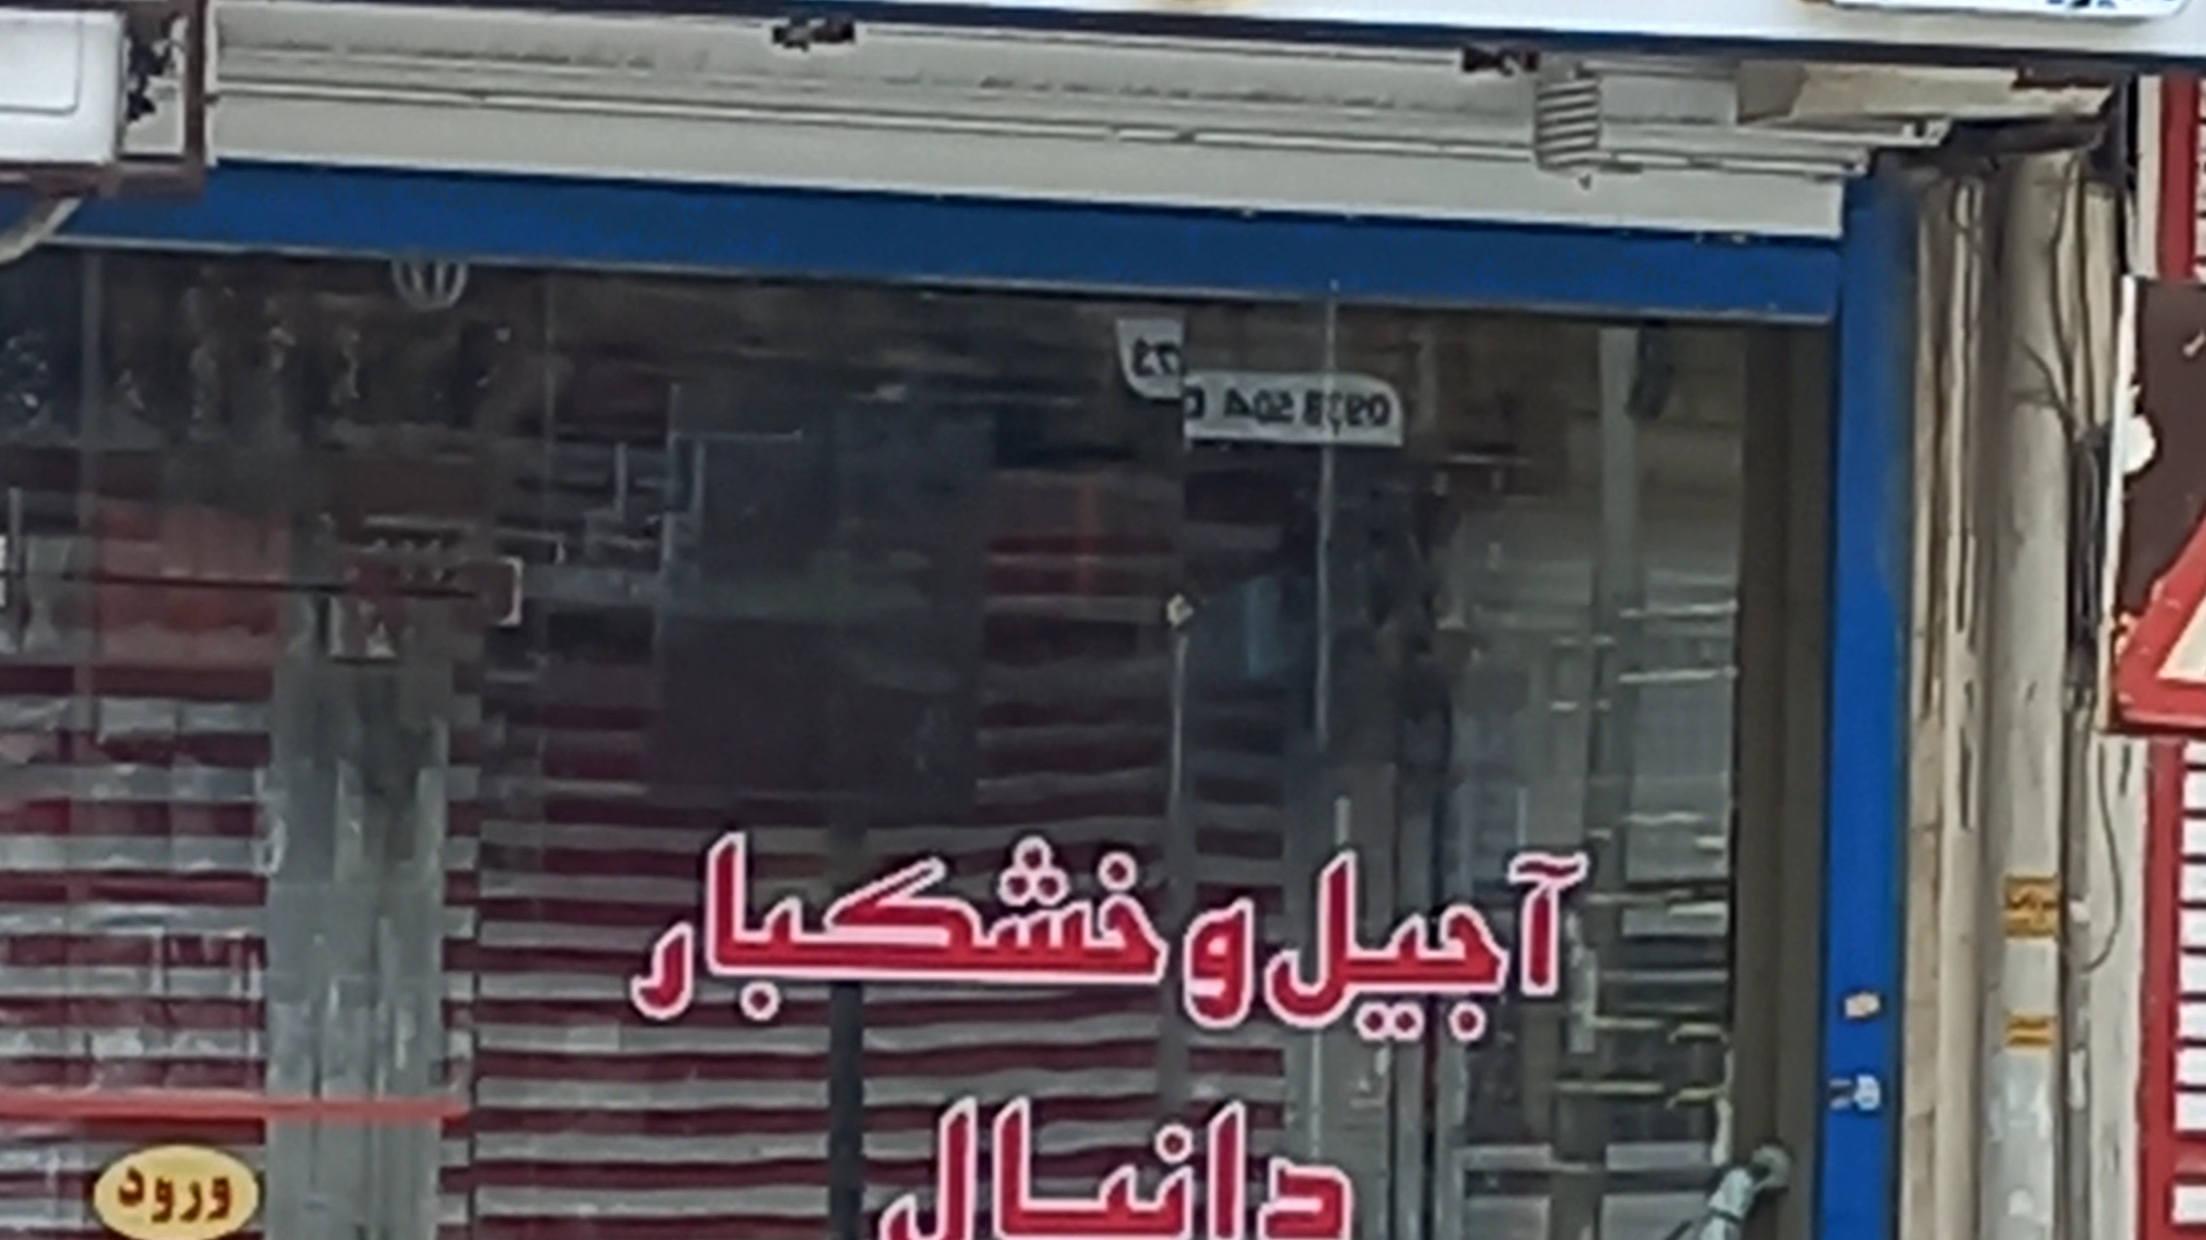 آجیل و خشکبار
دانیال
ورود